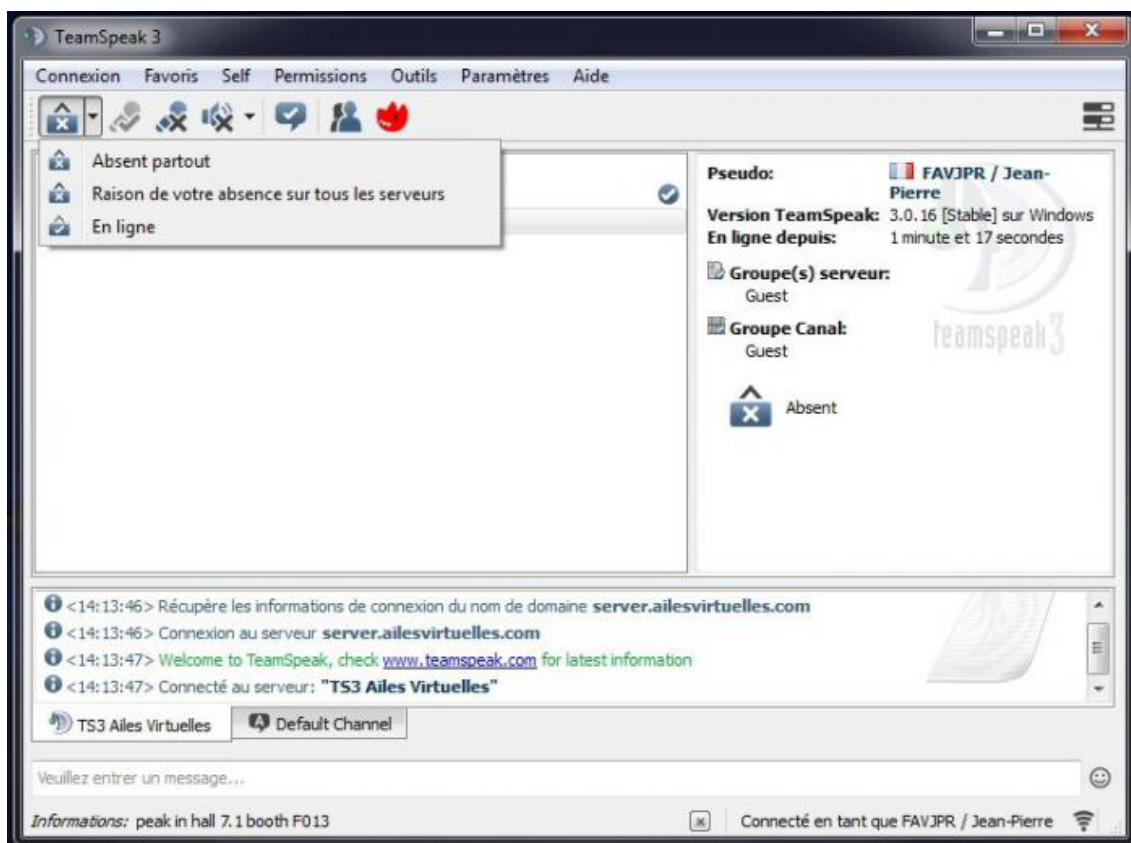 TeamSpeak 3
Connexion Favoris Self Permissions Outils Paramètres Aide
Absent partout
Raison de votre absence sur tous les serveurs
En ligne
Pseudo: FAVJPR / Jean-
Pierre
Version TeamSpeak: 3.0.16 [Stable] sur Windows
En ligne depuis: 1 minute et 17 secondes
Groupe(s) serveur:
Guest
Groupe Canal:
Guest
teamspeak 3
Absent
<14:13:46> Récupère les informations de connexion du nom de domaine server.ailesvirtuelles.com
<14:13:46> Connexion au serveur server.ailesvirtuelles.com
<14:13:47> Welcome to TeamSpeak, check www.teamspeak.com for latest information
<14:13:47> Connecté au serveur: "TS3 Ailes Virtuelles"
TS3 Ailes Virtuelles Default Channel
Veuillez entrer un message...
Informations: peak in hall 7.1 booth F013 Connecté en tant que FAVJPR / Jean-Pierre